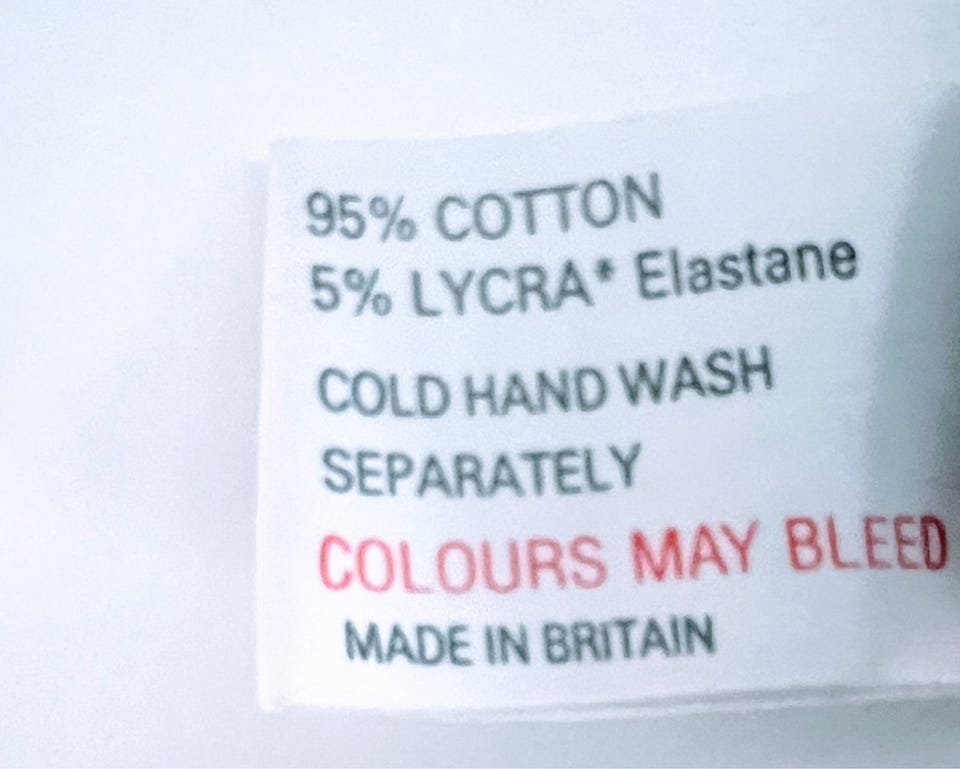 95% COTTON
5% LYCRA* Elastane
COLD HAND WASH
SEPARATELY
COLOURS MAY BLEED
MADE IN BRITAIN